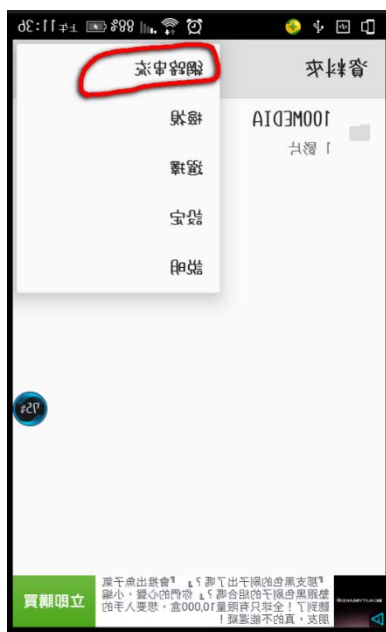 88% 上午11:36
資料夾
網路串流
100MEDIA
1 影片
檢視
選擇
設定
說明
『那支黑色的刷子出了嗎？』『會推出魚子氣
墊跟黑色刷子的組合嗎？』你們的心聲，小編
聽到了！全球只有限量10,000盒，想要入手的
朋友，真的不能遲疑！
立即購買